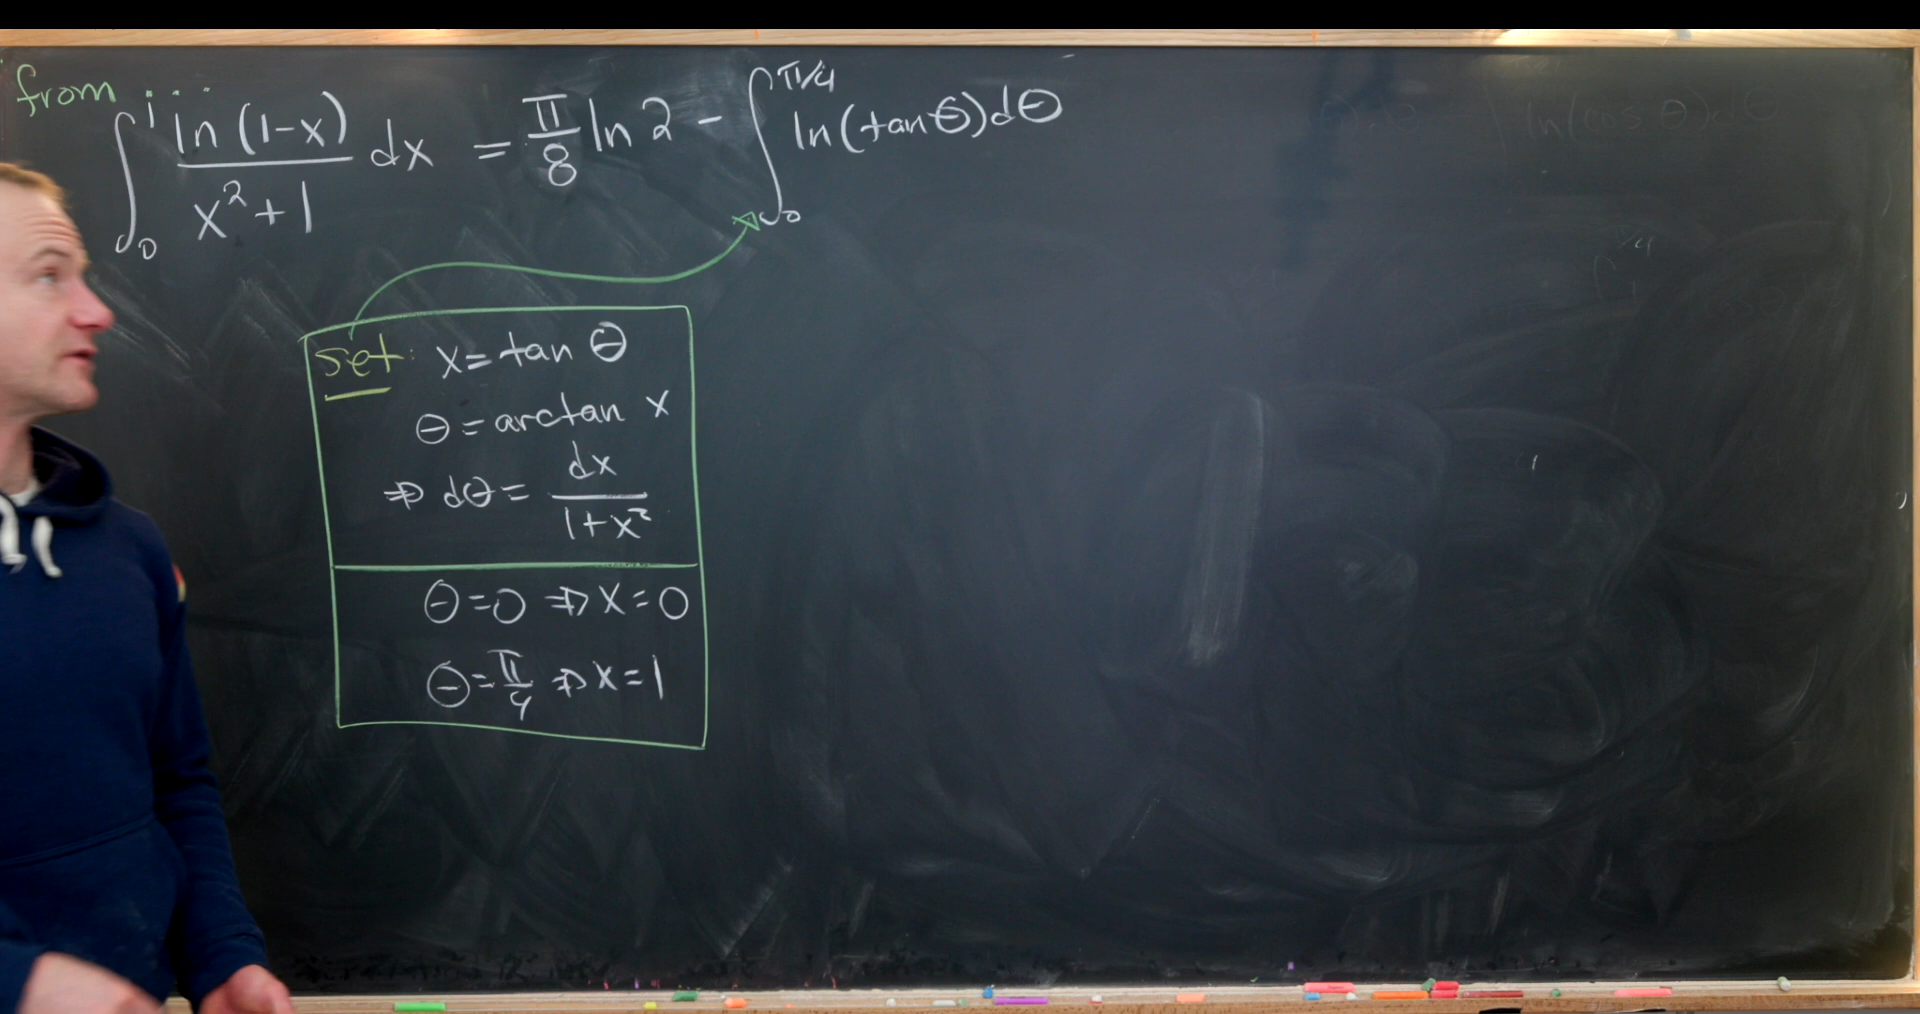 from...
∫₀¹ ln(1-x)/(x²+1) dx = π/8 ln 2 - ∫₀^{π/4} ln(tan θ)dθ
set: x = tan θ
θ = arctan x
⇒ dθ = dx/(1+x²)
θ=0 ⇒ x=0
θ=π/4 ⇒ x=1